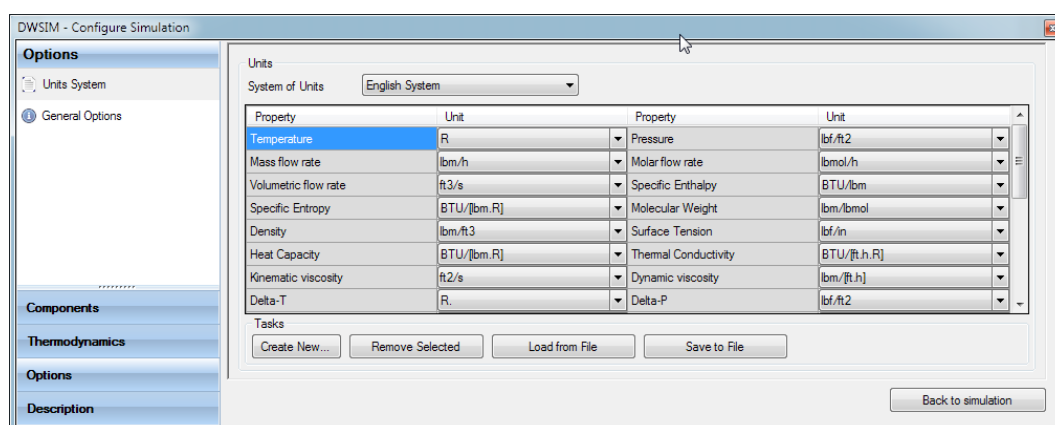 DWSIM - Configure Simulation
Options
Units System
General Options
Components
Thermodynamics
Options
Description
Units
System of Units English System
Property Unit Property Unit
Temperature R Pressure lbf/ft2
Mass flow rate lbm/h Molar flow rate lbmol/h
Volumetric flow rate ft3/s Specific Enthalpy BTU/lbm
Specific Entropy BTU/[lbm.R] Molecular Weight lbm/lbmol
Density lbm/ft3 Surface Tension lbf/in
Heat Capacity BTU/[lbm.R] Thermal Conductivity BTU/[ft.h.R]
Kinematic viscosity ft2/s Dynamic viscosity lbm/[ft.h]
Delta-T R. Delta-P lbf/ft2
Tasks
Create New... Remove Selected Load from File Save to File
Back to simulation